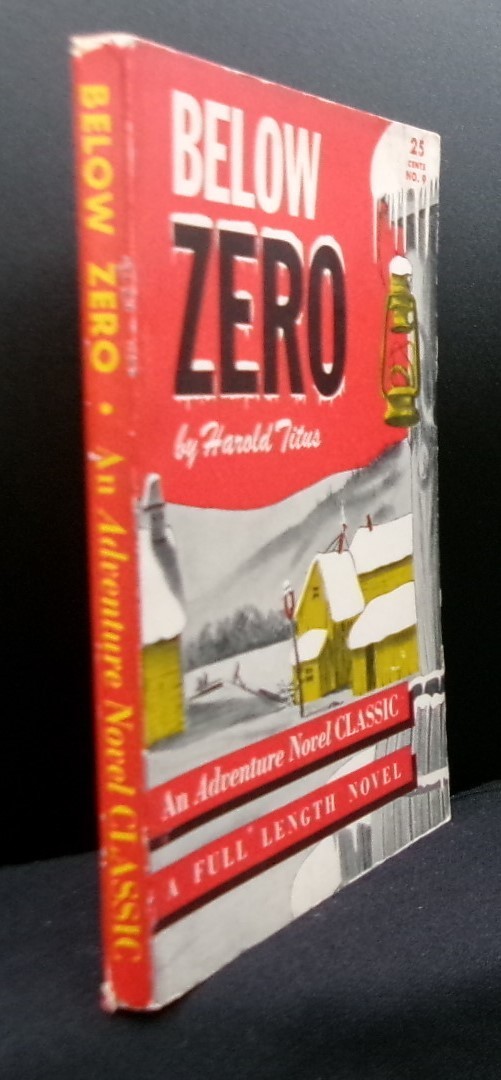 BELOW ZERO • An Adventure Novel CLASSIC
BELOW
ZERO
by Harold Titus
25
CENTS
NO. 9
An Adventure Novel CLASSIC
A FULL LENGTH NOVEL